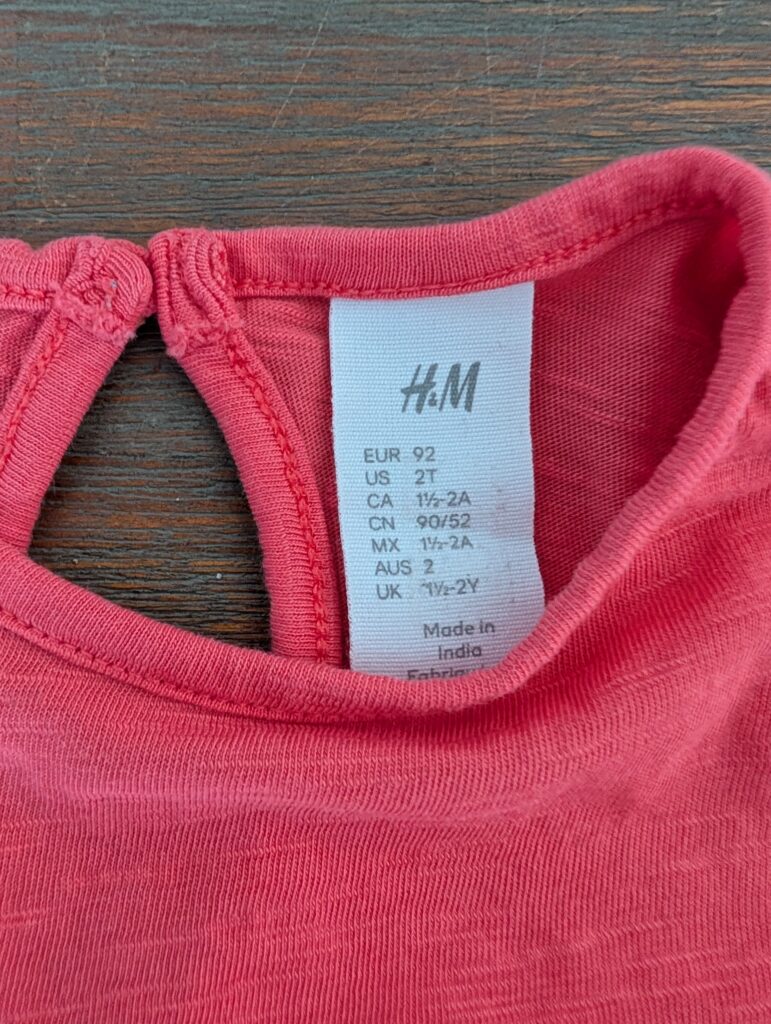 H&M
EUR 92
US 2T
CA 1½-2A
CN 90/52
MX 1½-2A
AUS 2
UK 1½-2Y
Made in
India